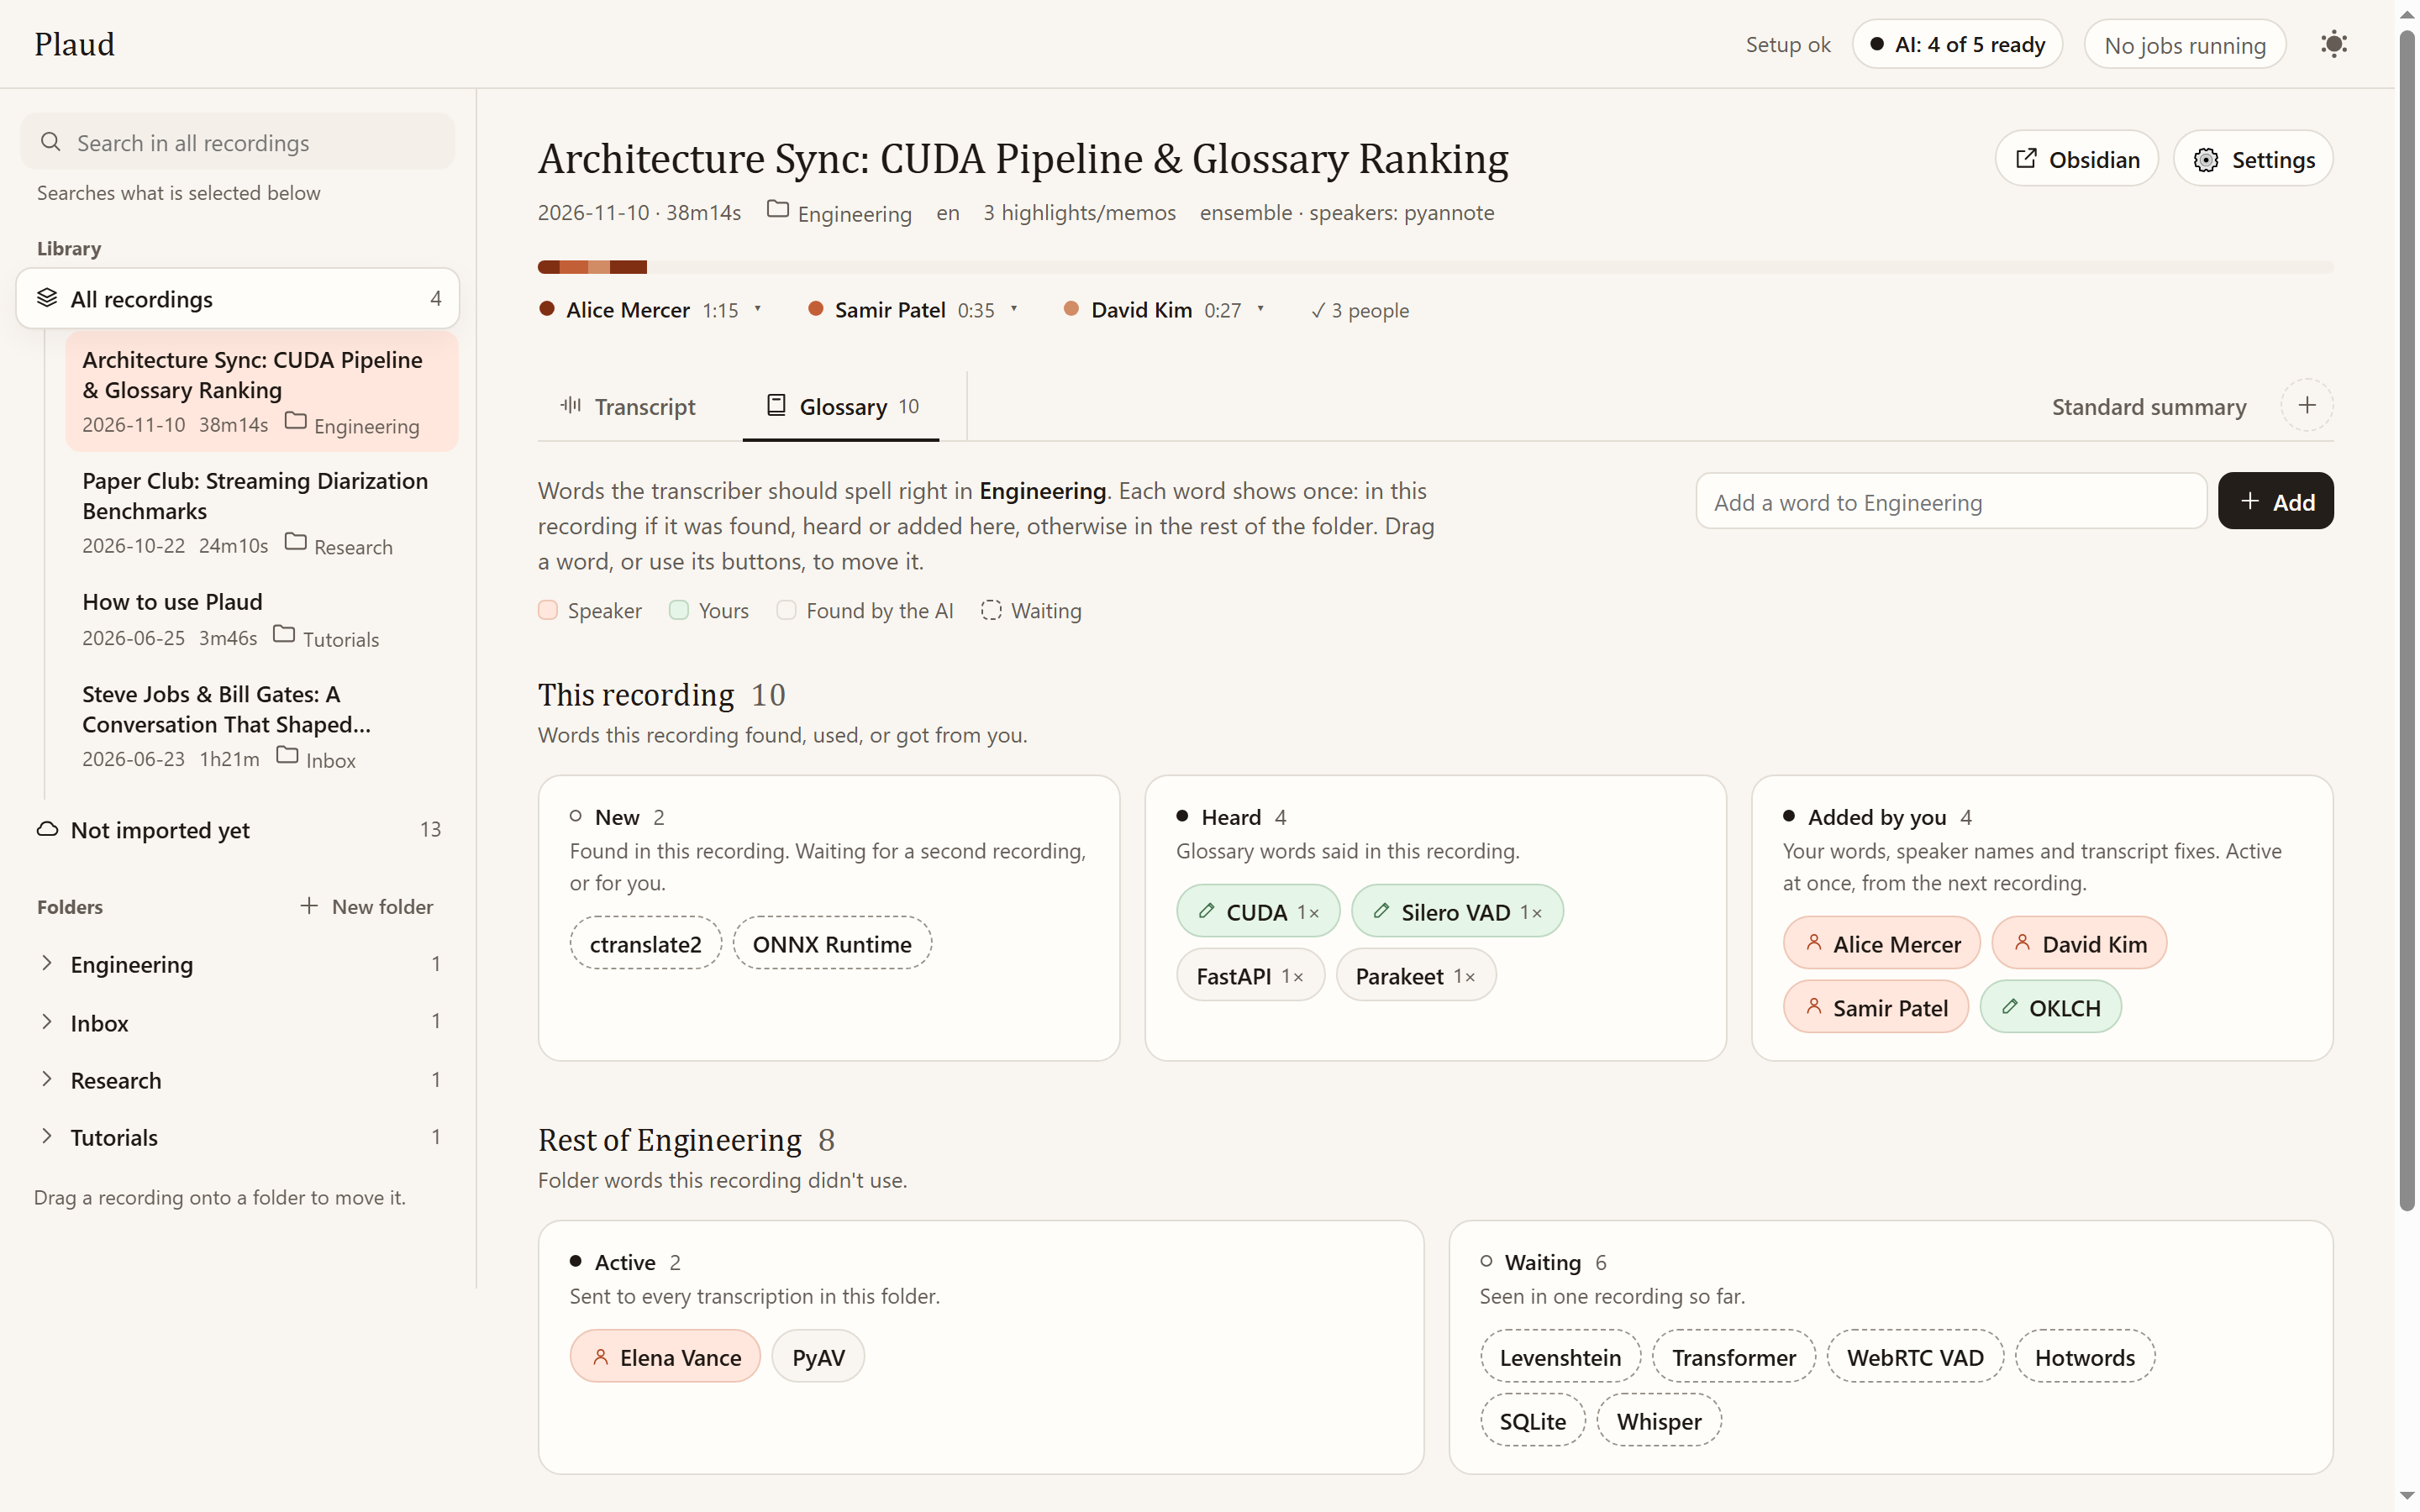 Plaud
Setup ok
AI: 4 of 5 ready
No jobs running
Search in all recordings
Searches what is selected below
Library
All recordings 4
Architecture Sync: CUDA Pipeline
& Glossary Ranking
2026-11-10 38m14s Engineering
Paper Club: Streaming Diarization
Benchmarks
2026-10-22 24m10s Research
How to use Plaud
2026-06-25 3m46s Tutorials
Steve Jobs & Bill Gates: A
Conversation That Shaped...
2026-06-23 1h21m Inbox
Not imported yet 13
Folders + New folder
Engineering 1
Inbox 1
Research 1
Tutorials 1
Drag a recording onto a folder to move it.
Architecture Sync: CUDA Pipeline & Glossary Ranking
Obsidian
Settings
2026-11-10 · 38m14s Engineering en 3 highlights/memos ensemble · speakers: pyannote
Alice Mercer 1:15 Samir Patel 0:35 David Kim 0:27 ✓ 3 people
Transcript
Glossary 10
Standard summary
Words the transcriber should spell right in Engineering. Each word shows once: in this
recording if it was found, heard or added here, otherwise in the rest of the folder. Drag
a word, or use its buttons, to move it.
Add a word to Engineering
+ Add
Speaker Yours Found by the AI Waiting
This recording 10
Words this recording found, used, or got from you.
New 2
Found in this recording. Waiting for a second recording,
or for you.
ctranslate2 ONNX Runtime
Heard 4
Glossary words said in this recording.
CUDA 1× Silero VAD 1×
FastAPI 1× Parakeet 1×
Added by you 4
Your words, speaker names and transcript fixes. Active
at once, from the next recording.
Alice Mercer David Kim
Samir Patel OKLCH
Rest of Engineering 8
Folder words this recording didn't use.
Active 2
Sent to every transcription in this folder.
Elena Vance PyAV
Waiting 6
Seen in one recording so far.
Levenshtein Transformer WebRTC VAD Hotwords
SQLite Whisper